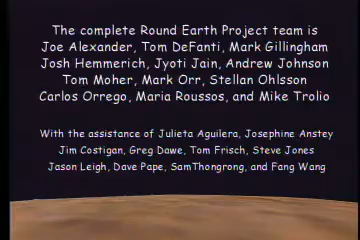 The complete Round Earth Project team is
Joe Alexander, Tom DeFanti, Mark Gillingham
Josh Hemmerich, Jyoti Jain, Andrew Johnson
Tom Moher, Mark Orr, Stellan Ohlsson
Carlos Orrego, Maria Roussos, and Mike Trolio
With the assistance of Julieta Aguilera, Josephine Anstey
Jim Costigan, Greg Dawe, Tom Frisch, Steve Jones
Jason Leigh, Dave Pape, SamThongrong, and Fang Wang